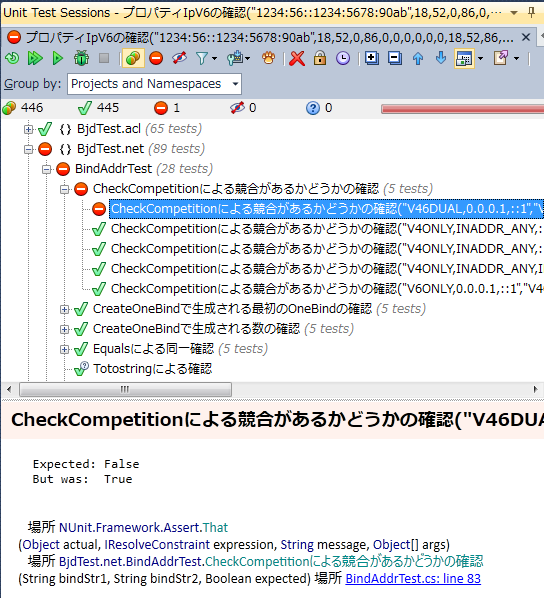 Unit Test Sessions - プロパティIpV6の確認("1234:56::1234:5678:90ab",18,52,0,86,0,
プロパティIpV6の確認("1234:56::1234:5678:90ab",18,52,0,86,0,0,0,0,0,0,18,52,86,
Group by: Projects and Namespaces
446 445 1 0 0
BjdTest.acl (65 tests)
BjdTest.net (89 tests)
BindAddrTest (28 tests)
CheckCompetitionによる競合があるかどうかの確認 (5 tests)
CheckCompetitionによる競合があるかどうかの確認("V46DUAL,0.0.0.1,::1","V
CheckCompetitionによる競合があるかどうかの確認("V4ONLY,INADDR_ANY,:
CheckCompetitionによる競合があるかどうかの確認("V4ONLY,INADDR_ANY,:
CheckCompetitionによる競合があるかどうかの確認("V4ONLY,INADDR_ANY,I
CheckCompetitionによる競合があるかどうかの確認("V6ONLY,0.0.0.1,::1","V6
CreateOneBindで生成される最初のOneBindの確認 (5 tests)
CreateOneBindで生成される数の確認 (5 tests)
Equalsによる同一確認 (5 tests)
Totostringによる確認
CheckCompetitionによる競合があるかどうかの確認("V46DUA
Expected: False
But was: True
場所 NUnit.Framework.Assert.That
(Object actual, IResolveConstraint expression, String message, Object[] args)
場所 BjdTest.net.BindAddrTest.CheckCompetitionによる競合があるかどうかの確認
(String bindStr1, String bindStr2, Boolean expected) 場所 BindAddrTest.cs: line 83